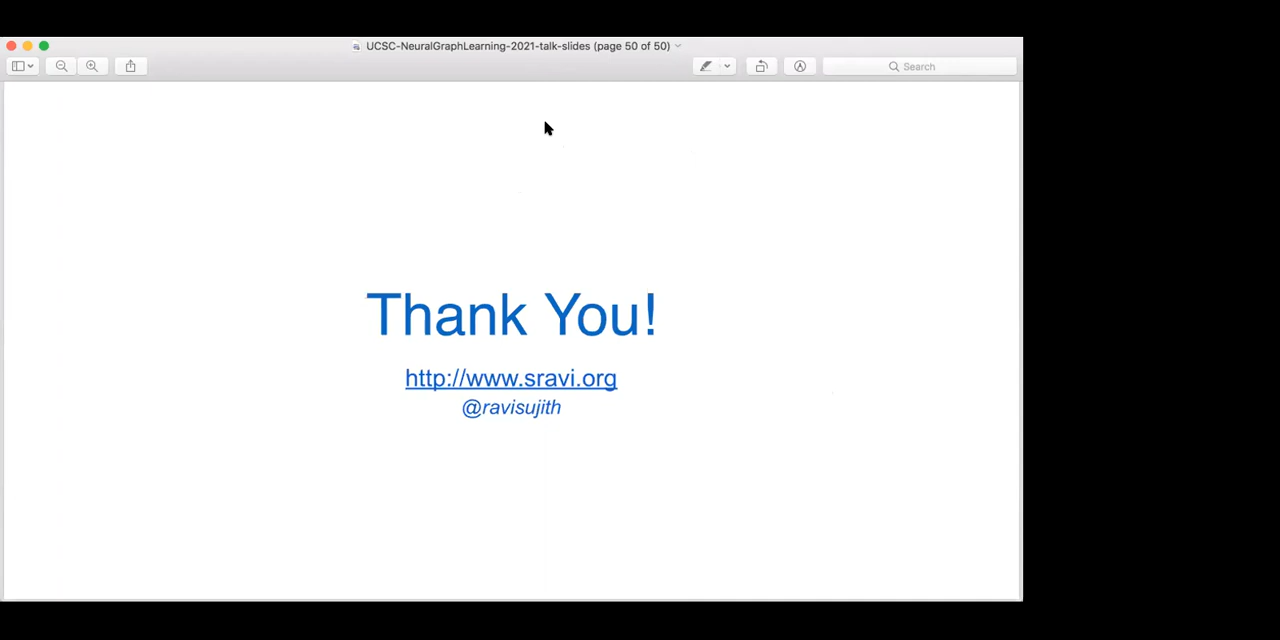 UCSC-NeuralGraphLearning-2021-talk-slides (page 50 of 50)
Search
Thank You!
http://www.sravi.org
@ravisujith